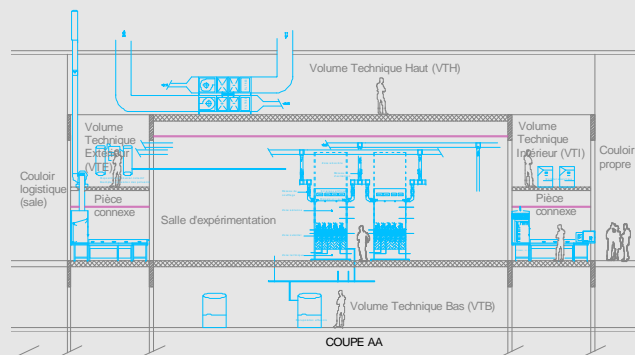 Volume Technique Haut (VTH)
Volume
Technique
Extérieur
(VTE)
Volume
Technique
Intérieur (VTI)
Couloir
logistique
(sale)
Couloir
propre
Pièce
connexe
Pièce
connexe
Salle d'expérimentation
Volume Technique Bas (VTB)
COUPE AA